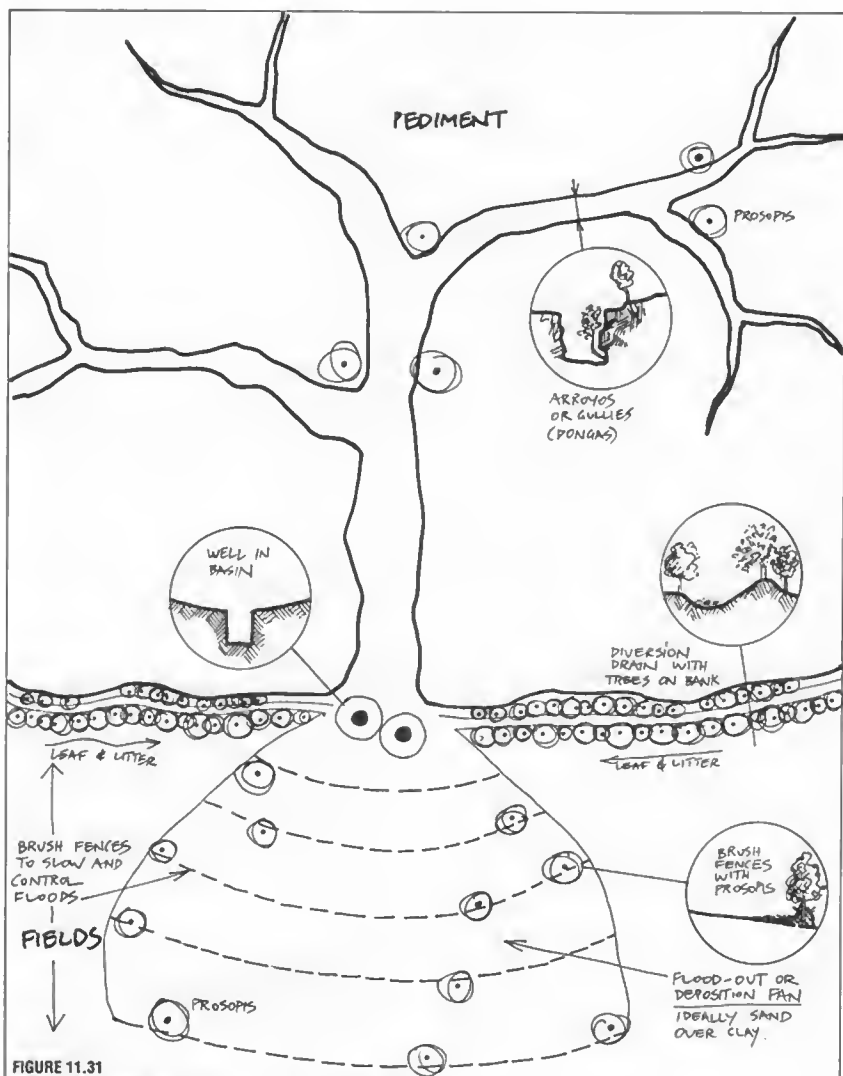 PEDIMENT
PROSOPIS
ARROYOS
OR GULLIES
(DONGAS)
WELL IN
BASIN
DIVERSION
DRAIN WITH
TREES ON BANK
LEAF & LITTER
LEAF & LITTER
BRUSH FENCES
TO SLOW AND
CONTROL
FLOODS
FIELDS
BRUSH
FENCES
WITH
PROSOPIS
PROSOPIS
FLOOD-OUT OR
DEPOSITION FAN
IDEALLY SAND
OVER CLAY.
FIGURE 11.31